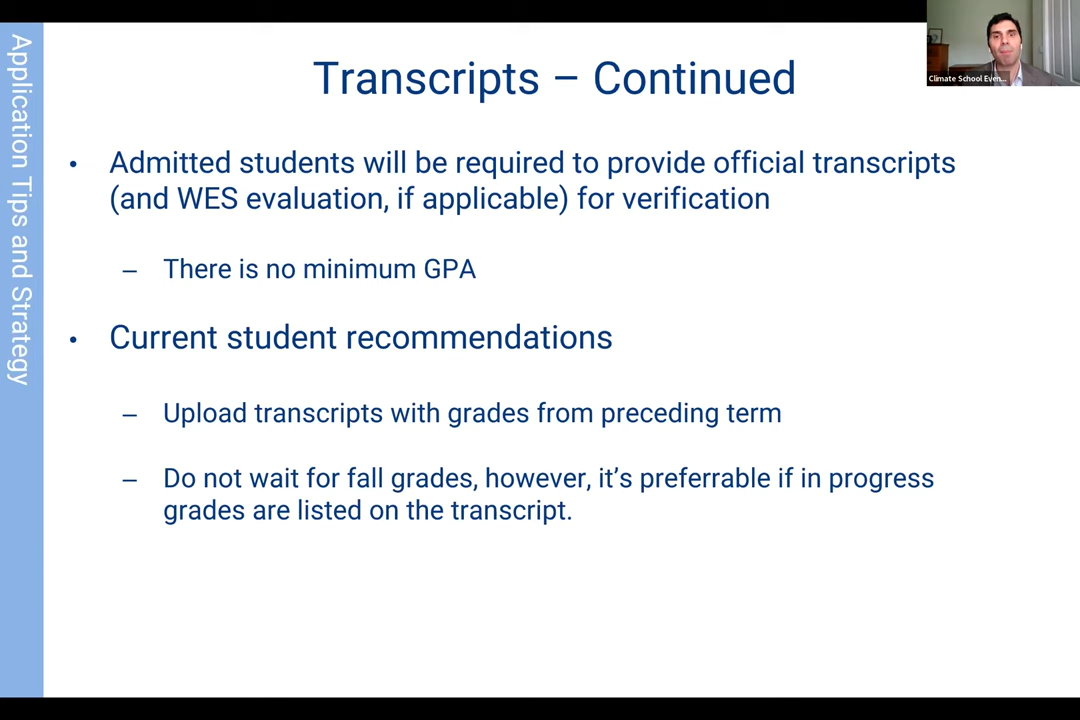 Application Tips and Strategy
Transcripts – Continued
Climate School Even...
• Admitted students will be required to provide official transcripts
(and WES evaluation, if applicable) for verification
– There is no minimum GPA
• Current student recommendations
– Upload transcripts with grades from preceding term
– Do not wait for fall grades, however, it's preferrable if in progress
grades are listed on the transcript.